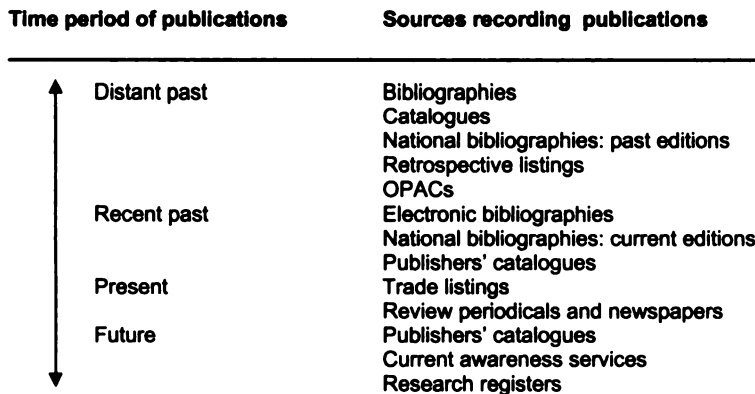 Time period of publications Sources recording publications
Distant past Bibliographies
Catalogues
National bibliographies: past editions
Retrospective listings
OPACs
Recent past Electronic bibliographies
National bibliographies: current editions
Publishers' catalogues
Present Trade listings
Review periodicals and newspapers
Future Publishers' catalogues
Current awareness services
Research registers